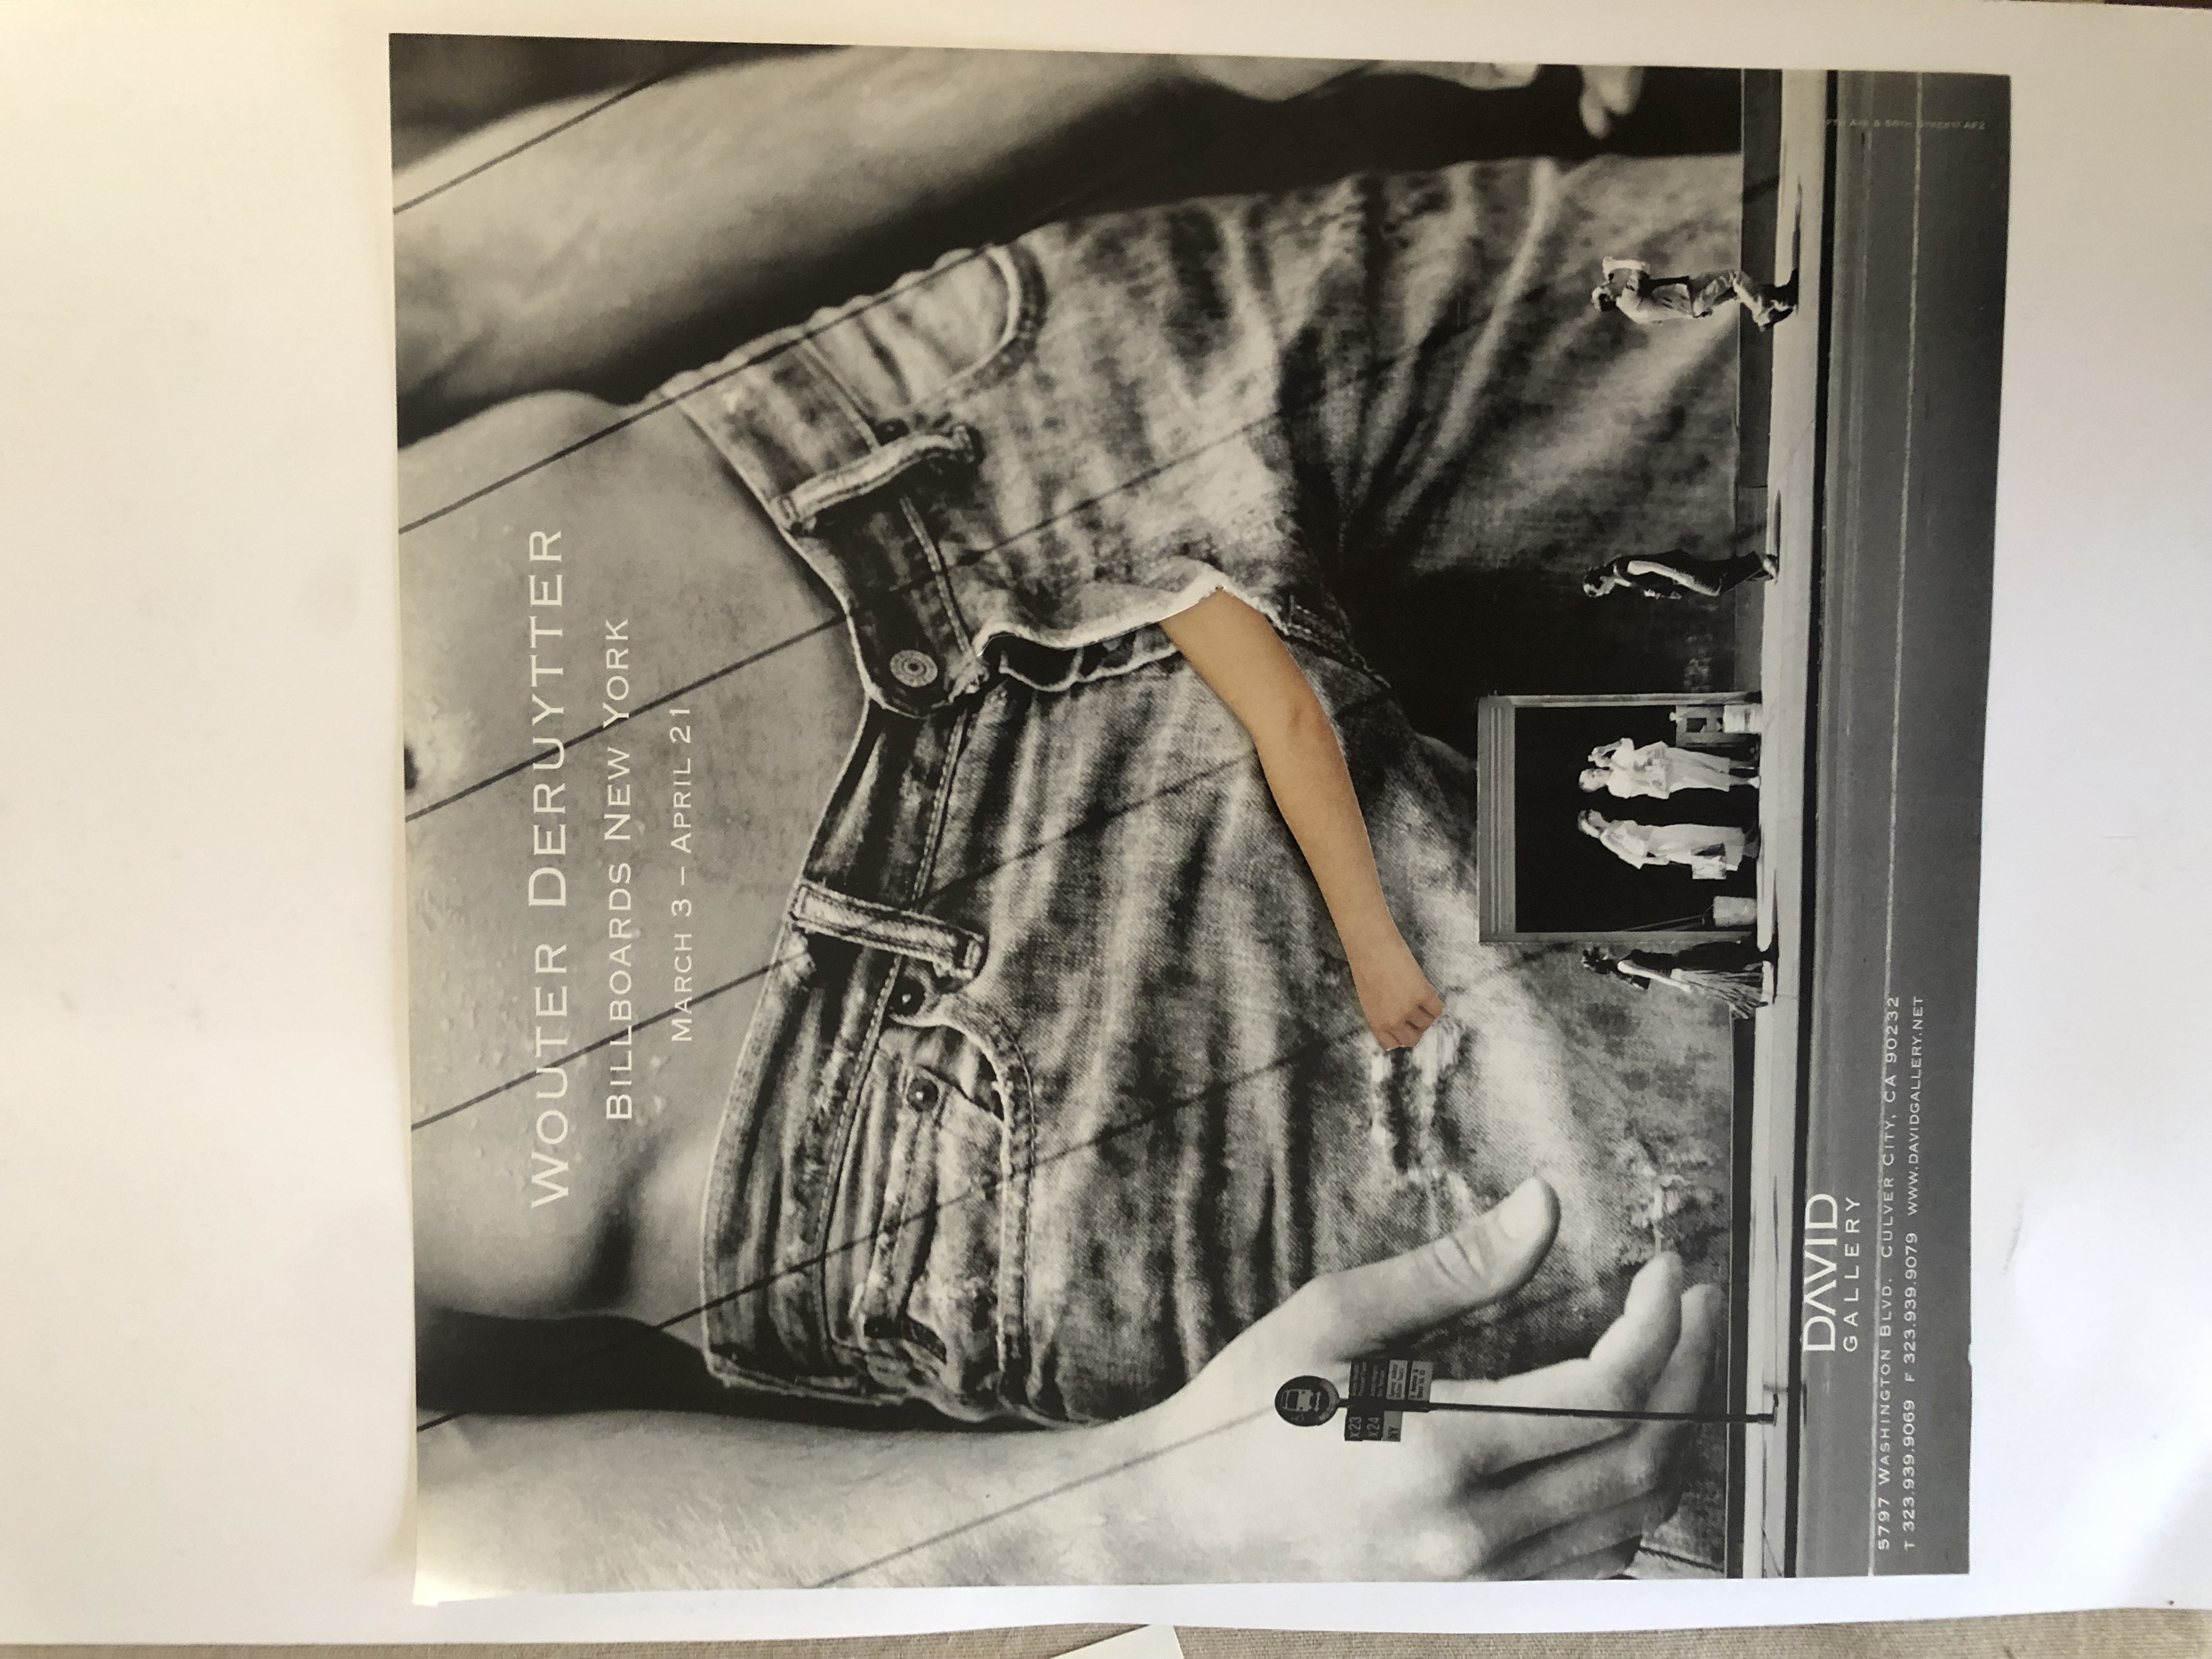 WOUTER DERUYTTER
BILLBOARDS NEW YORK
MARCH 3 – APRIL 21
X23
X24
NY
DAVID
GALLERY
5797 WASHINGTON BLVD. CULVER CITY, CA 90232
T 323.939.9069 F 323.939.9079 WWW.DAVIDGALLERY.NET